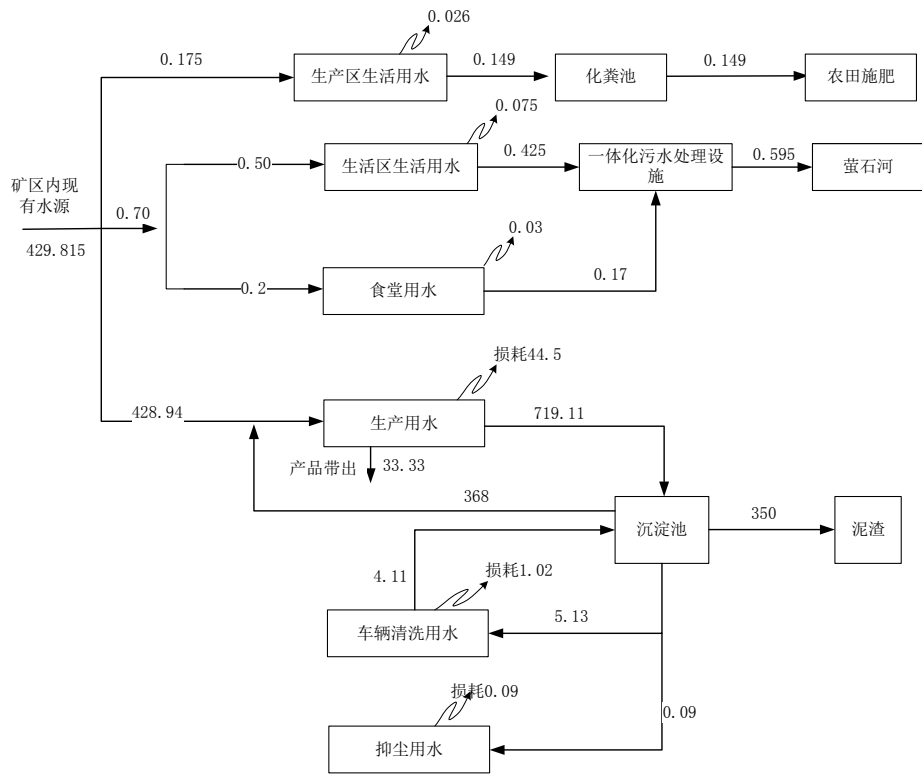 0.026
0.175
生产区生活用水
0.149
化粪池
0.149
农田施肥
0.075
0.50
生活区生活用水
0.425
一体化污水处理设
施
0.595
萤石河
矿区内现
有水源
0.70
429.815
0.03
0.2
食堂用水
0.17
损耗44.5
428.94
生产用水
719.11
产品带出
33.33
368
沉淀池
350
泥渣
4.11
损耗1.02
5.13
车辆清洗用水
损耗0.09
0.09
抑尘用水